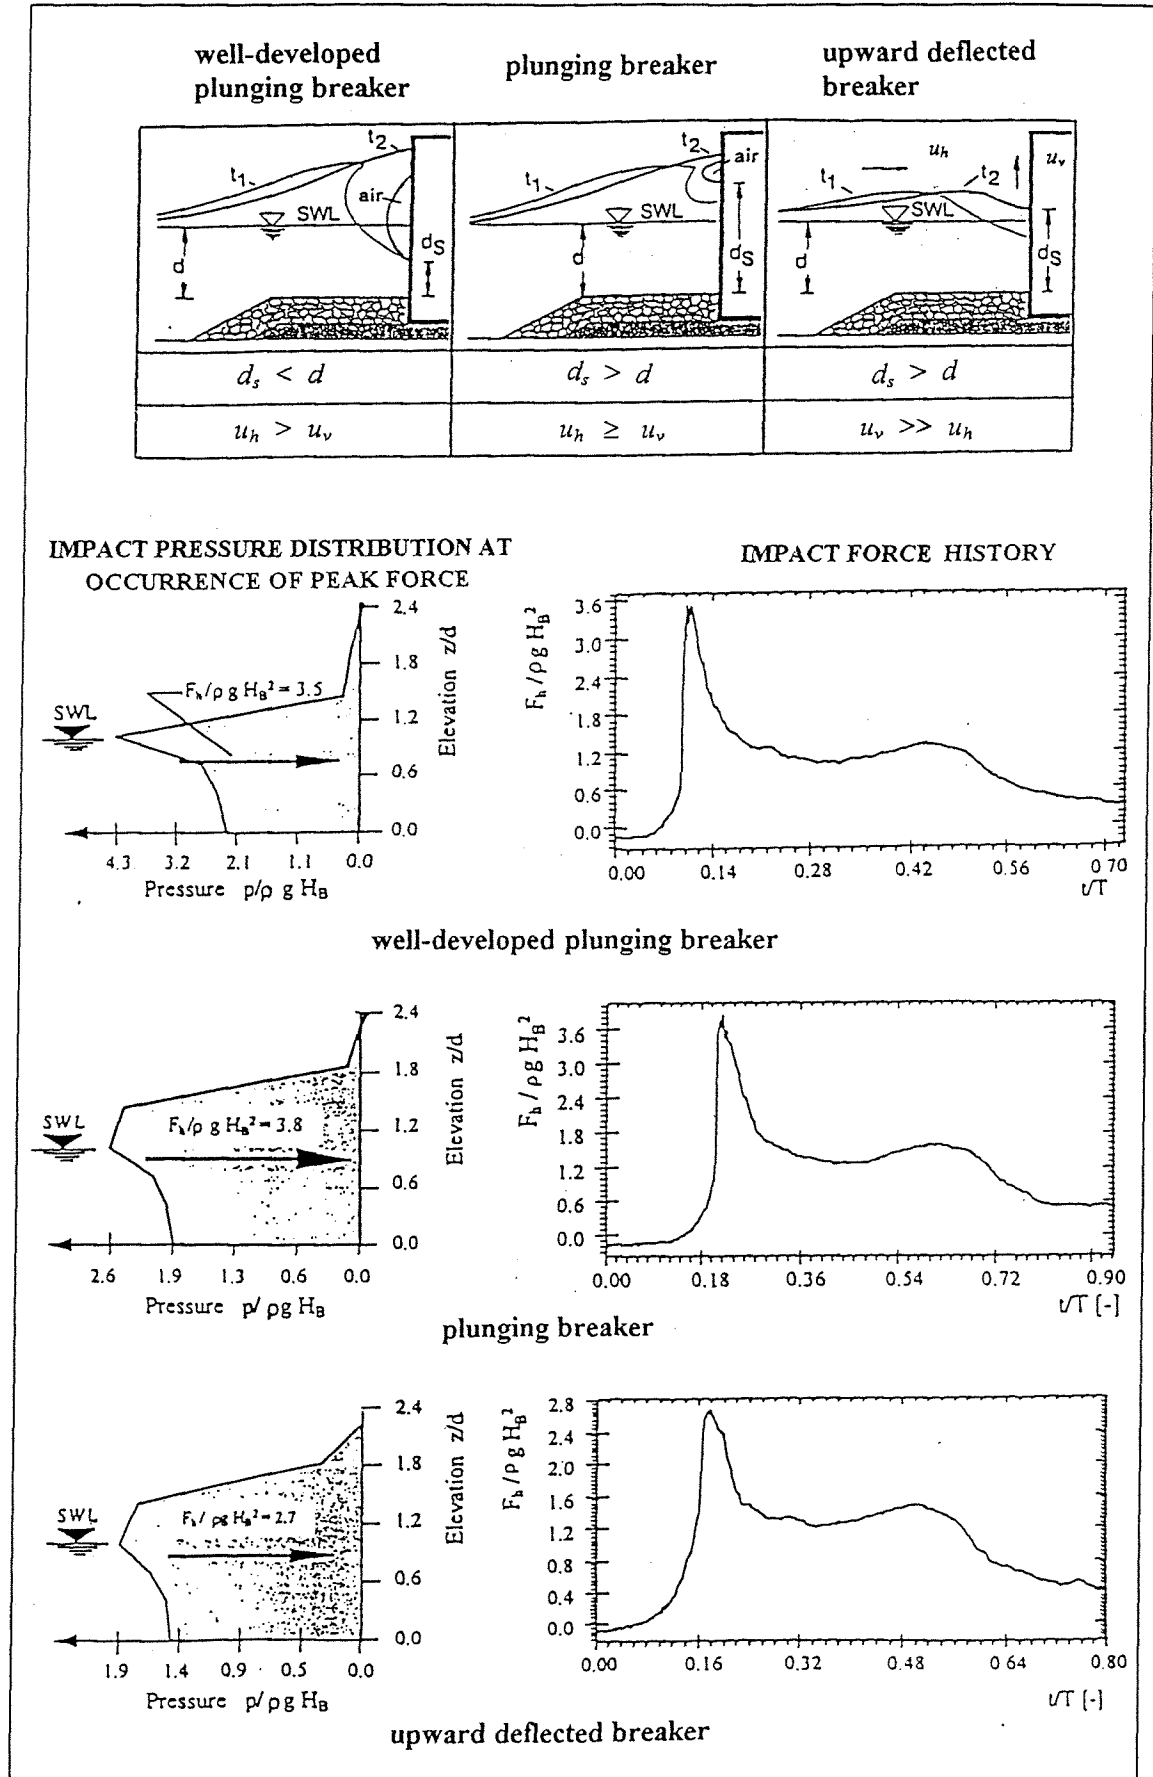 well-developed
plunging breaker
plunging breaker
upward deflected
breaker
t1
t2
air
SWL
d
dS
t1
t2
air
SWL
d
dS
uh
uv
t1
t2
SWL
d
dS
ds < d
ds > d
ds > d
uh > uv
uh ≥ uv
uv >> uh
IMPACT PRESSURE DISTRIBUTION AT
OCCURRENCE OF PEAK FORCE
IMPACT FORCE HISTORY
2.4
1.8
1.2
0.6
0.0
Elevation z/d
Fh/ρ g HB² = 3.5
SWL
4.3 3.2 2.1 1.1 0.0
Pressure p/ρ g HB
Fh/ρ g HB²
3.6
3.0
2.4
1.8
1.2
0.6
0.0
0.00 0.14 0.28 0.42 0.56 0.70
t/T
well-developed plunging breaker
2.4
1.8
1.2
0.6
0.0
Elevation z/d
Fh/ρ g HB² = 3.8
SWL
2.6 1.9 1.3 0.6 0.0
Pressure p/ρg HB
Fh/ρg HB²
3.6
3.0
2.4
1.8
1.2
0.6
0.0
0.00 0.18 0.36 0.54 0.72 0.90
t/T [-]
plunging breaker
2.4
1.8
1.2
0.6
0.0
Elevation z/d
Fh/ρg HB² = 2.7
SWL
1.9 1.4 0.9 0.5 0.0
Pressure p/ρg HB
Fh/ρg HB²
2.8
2.4
2.0
1.6
1.2
0.8
0.4
0.0
0.00 0.16 0.32 0.48 0.64 0.80
t/T [-]
upward deflected breaker